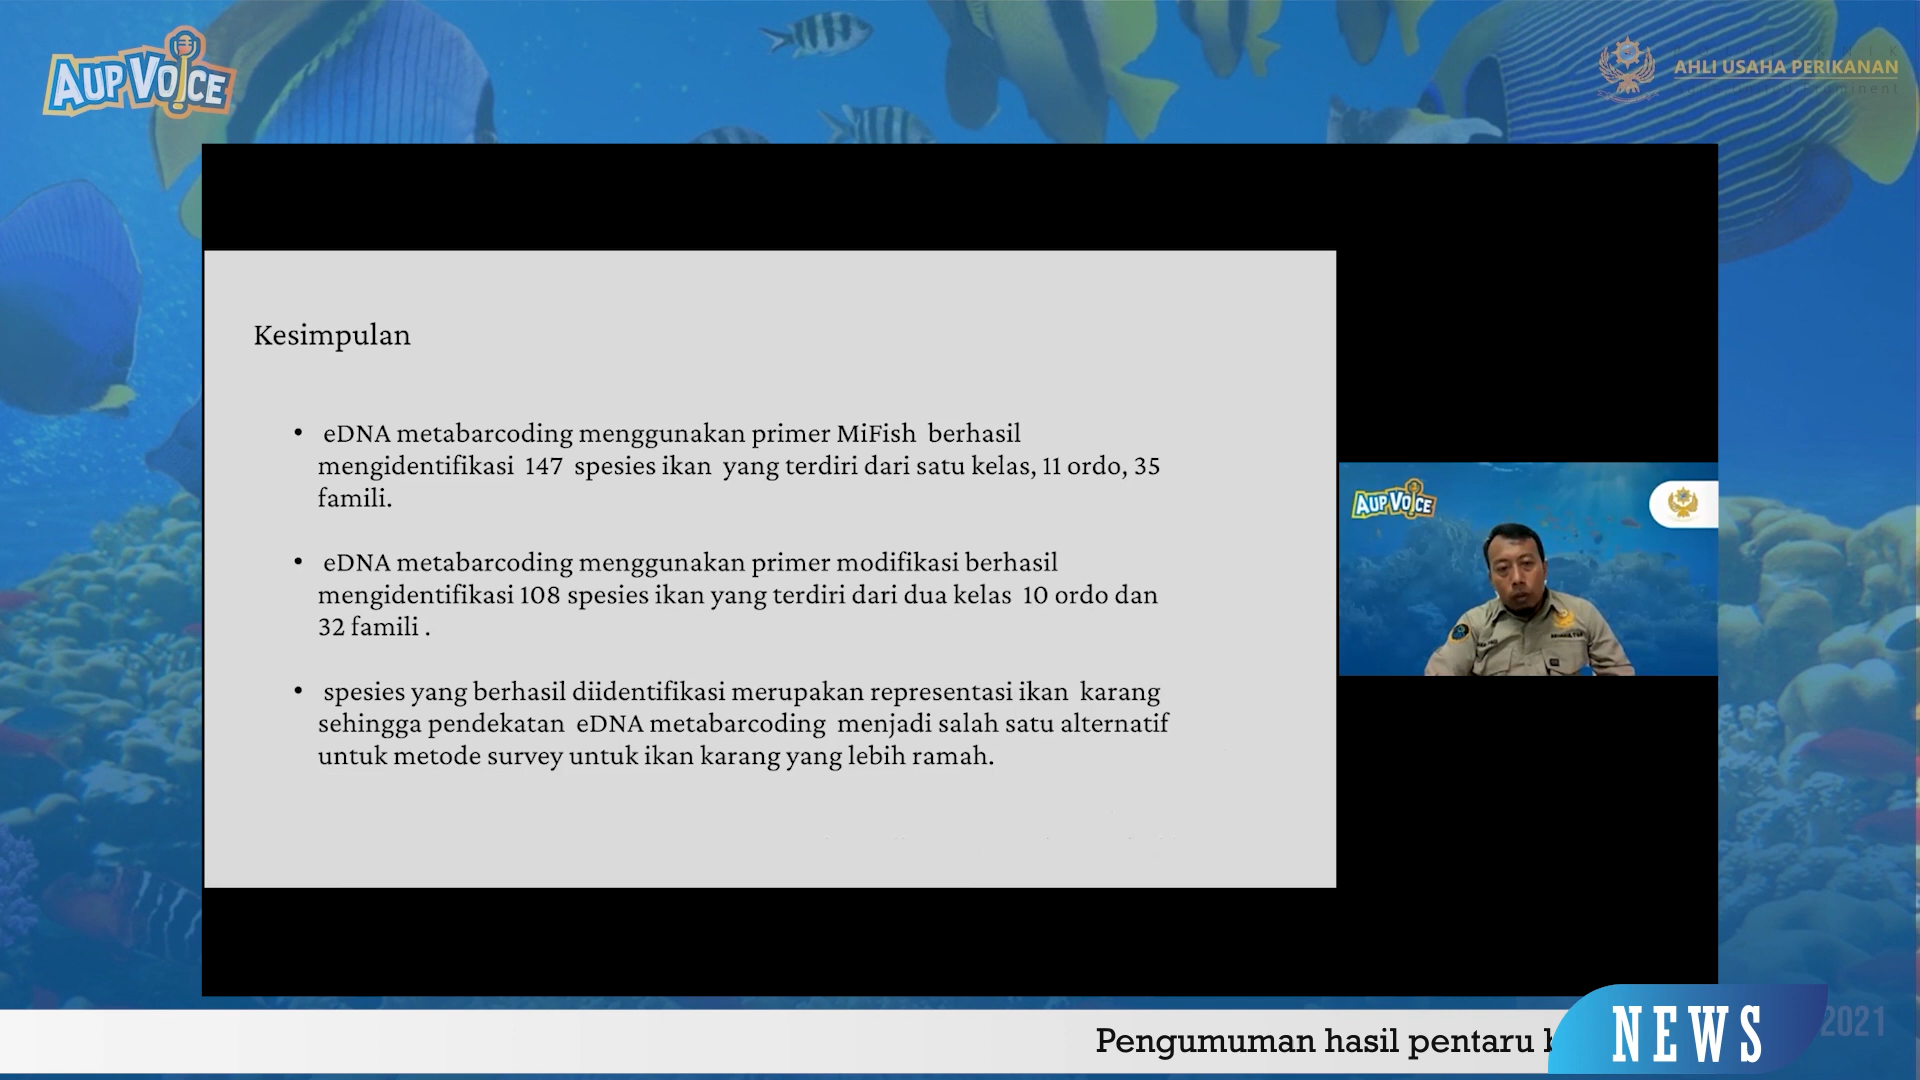 AUP VOICE
POLITEKNIK
AHLI USAHA PERIKANAN
Kesimpulan
• eDNA metabarcoding menggunakan primer MiFish berhasil
mengidentifikasi 147 spesies ikan yang terdiri dari satu kelas, 11 ordo, 35
famili.
• eDNA metabarcoding menggunakan primer modifikasi berhasil
mengidentifikasi 108 spesies ikan yang terdiri dari dua kelas 10 ordo dan
32 famili .
• spesies yang berhasil diidentifikasi merupakan representasi ikan karang
sehingga pendekatan eDNA metabarcoding menjadi salah satu alternatif
untuk metode survey untuk ikan karang yang lebih ramah.
AUP VOICE
Pengumuman hasil pentaru
NEWS
2021